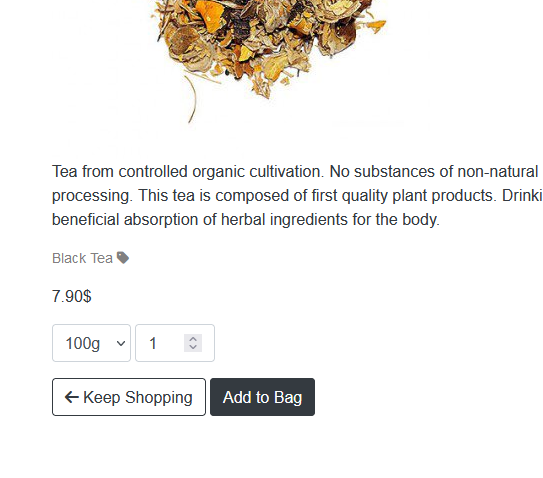 Tea from controlled organic cultivation. No substances of non-natural
processing. This tea is composed of first quality plant products.
beneficial absorption of herbal ingredients for the body.
Black Tea
7.90$
100g 1
Keep Shopping Add to Bag